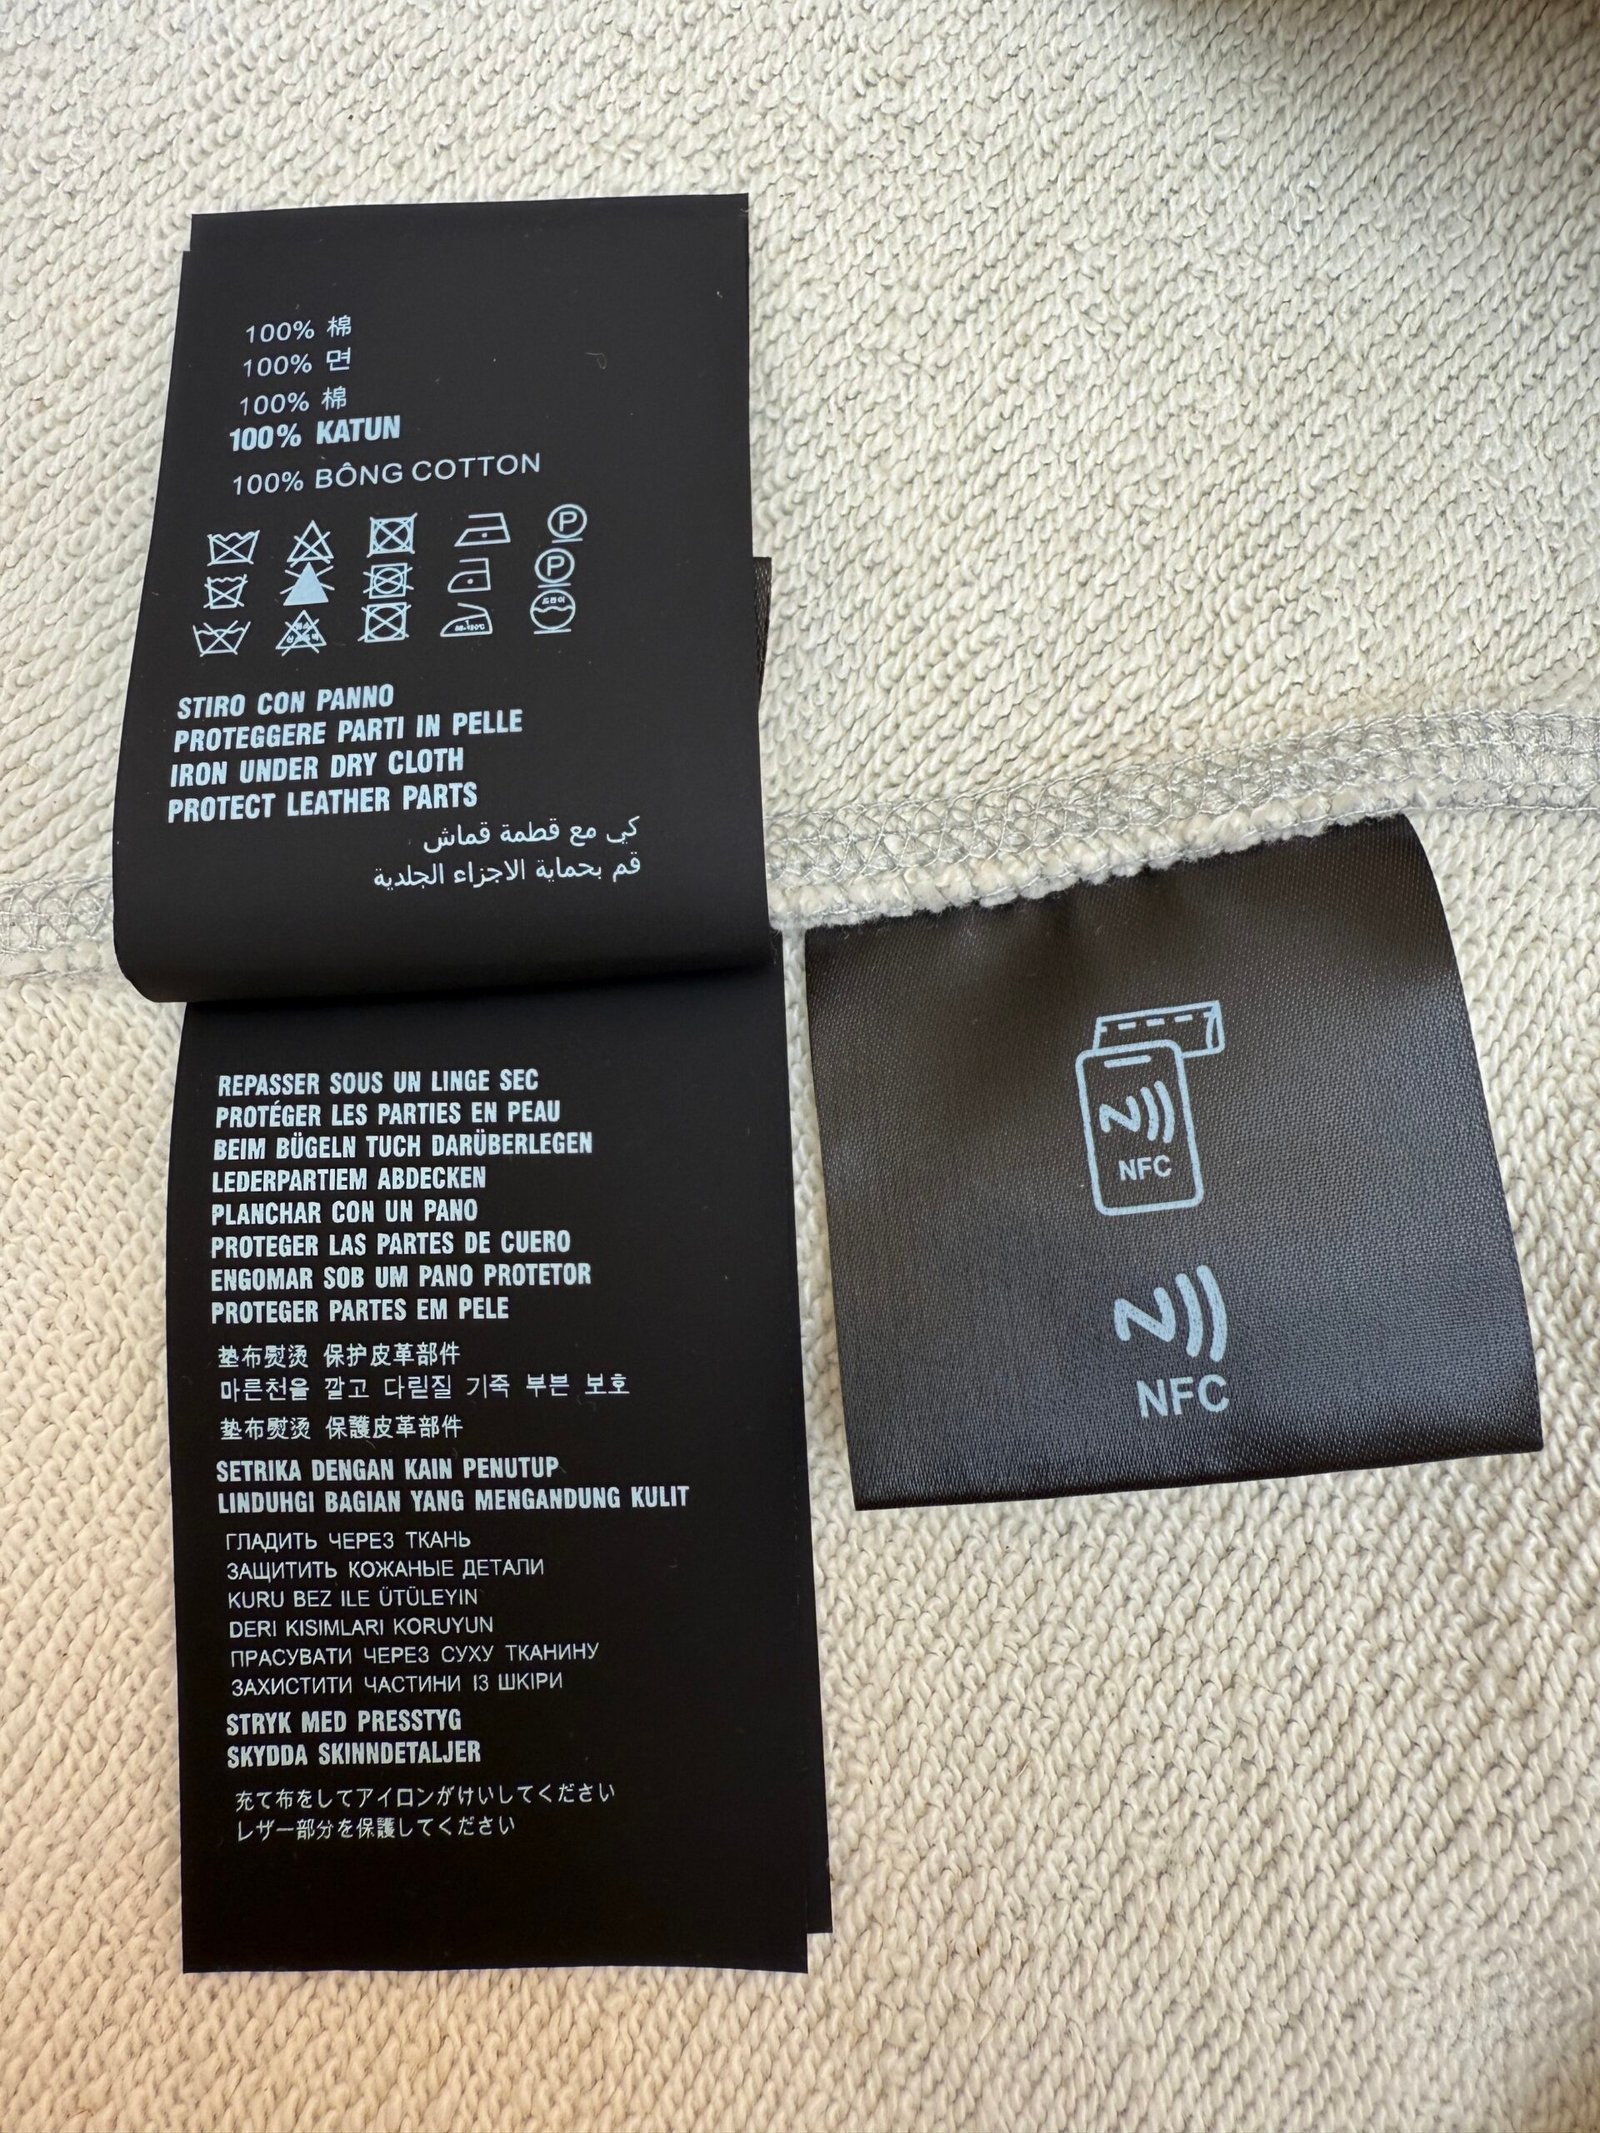 100% 棉
100% 면
100% 棉
100% KATUN
100% BÔNG COTTON
P
P
드라이
STIRO CON PANNO
PROTEGGERE PARTI IN PELLE
IRON UNDER DRY CLOTH
PROTECT LEATHER PARTS
كي مع قطمة قماش
قم بحماية الاجزاء الجلدية
REPASSER SOUS UN LINGE SEC
PROTÉGER LES PARTIES EN PEAU
BEIM BÜGELN TUCH DARÜBERLEGEN
LEDERPARTIEM ABDECKEN
PLANCHAR CON UN PANO
PROTEGER LAS PARTES DE CUERO
ENGOMAR SOB UM PANO PROTETOR
PROTEGER PARTES EM PELE
垫布熨烫 保护皮革部件
마른천을 깔고 다린질 기죽 부븐 보호
垫布熨烫 保護皮革部件
SETRIKA DENGAN KAIN PENUTUP
LINDUHGI BAGIAN YANG MENGANDUNG KULIT
ГЛАДИТЬ ЧЕРЕЗ ТКАНЬ
ЗАЩИТИТЬ КОЖАНЫЕ ДЕТАЛИ
KURU BEZ ILE ÜTÜLEYIN
DERI KISIMLARI KORUYUN
ПРАСУВАТИ ЧЕРЕЗ СУХУ ТКАНИНУ
ЗАХИСТИТИ ЧАСТИНИ ІЗ ШКІРИ
STRYK MED PRESSTYG
SKYDDA SKINNDETALJER
充て布をしてアイロンがけいしてください
レザー部分を保護してください
NFC
NFC